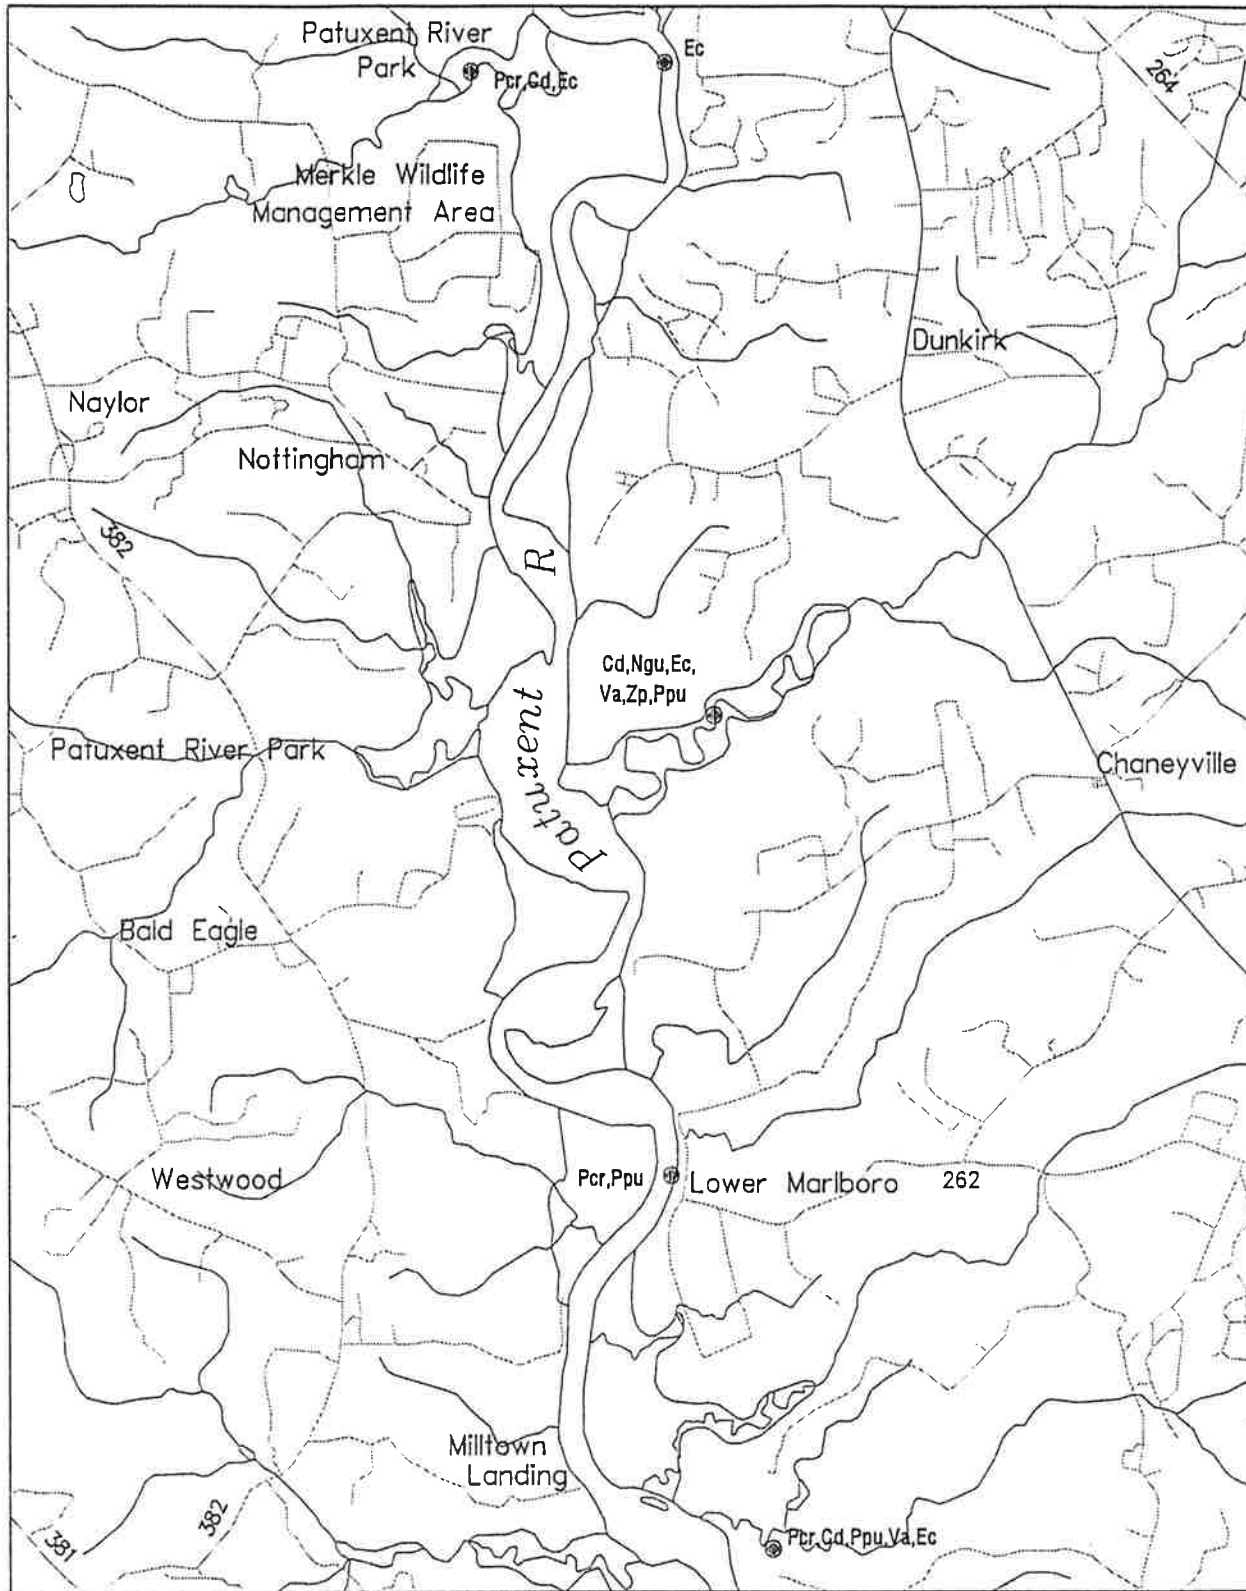 Patuxent River
Park
Ec
Pcr,Cd,Ec
264
Merkle Wildlife
Management Area
Dunkirk
Naylor
Nottingham
382
R
Cd,Ngu,Ec,
Va,Zp,Ppu
Patuxent
Patuxent River Park
Chaneyville
Bald Eagle
Westwood
Pcr,Ppu
Lower Marlboro
262
Milltown
Landing
382
381
Pcr,Cd,Ppu,Va,Ec